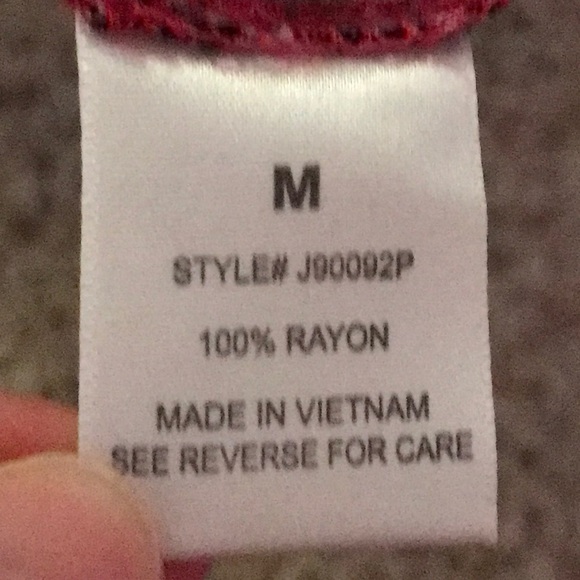 M
STYLE# J90092P
100% RAYON
MADE IN VIETNAM
SEE REVERSE FOR CARE